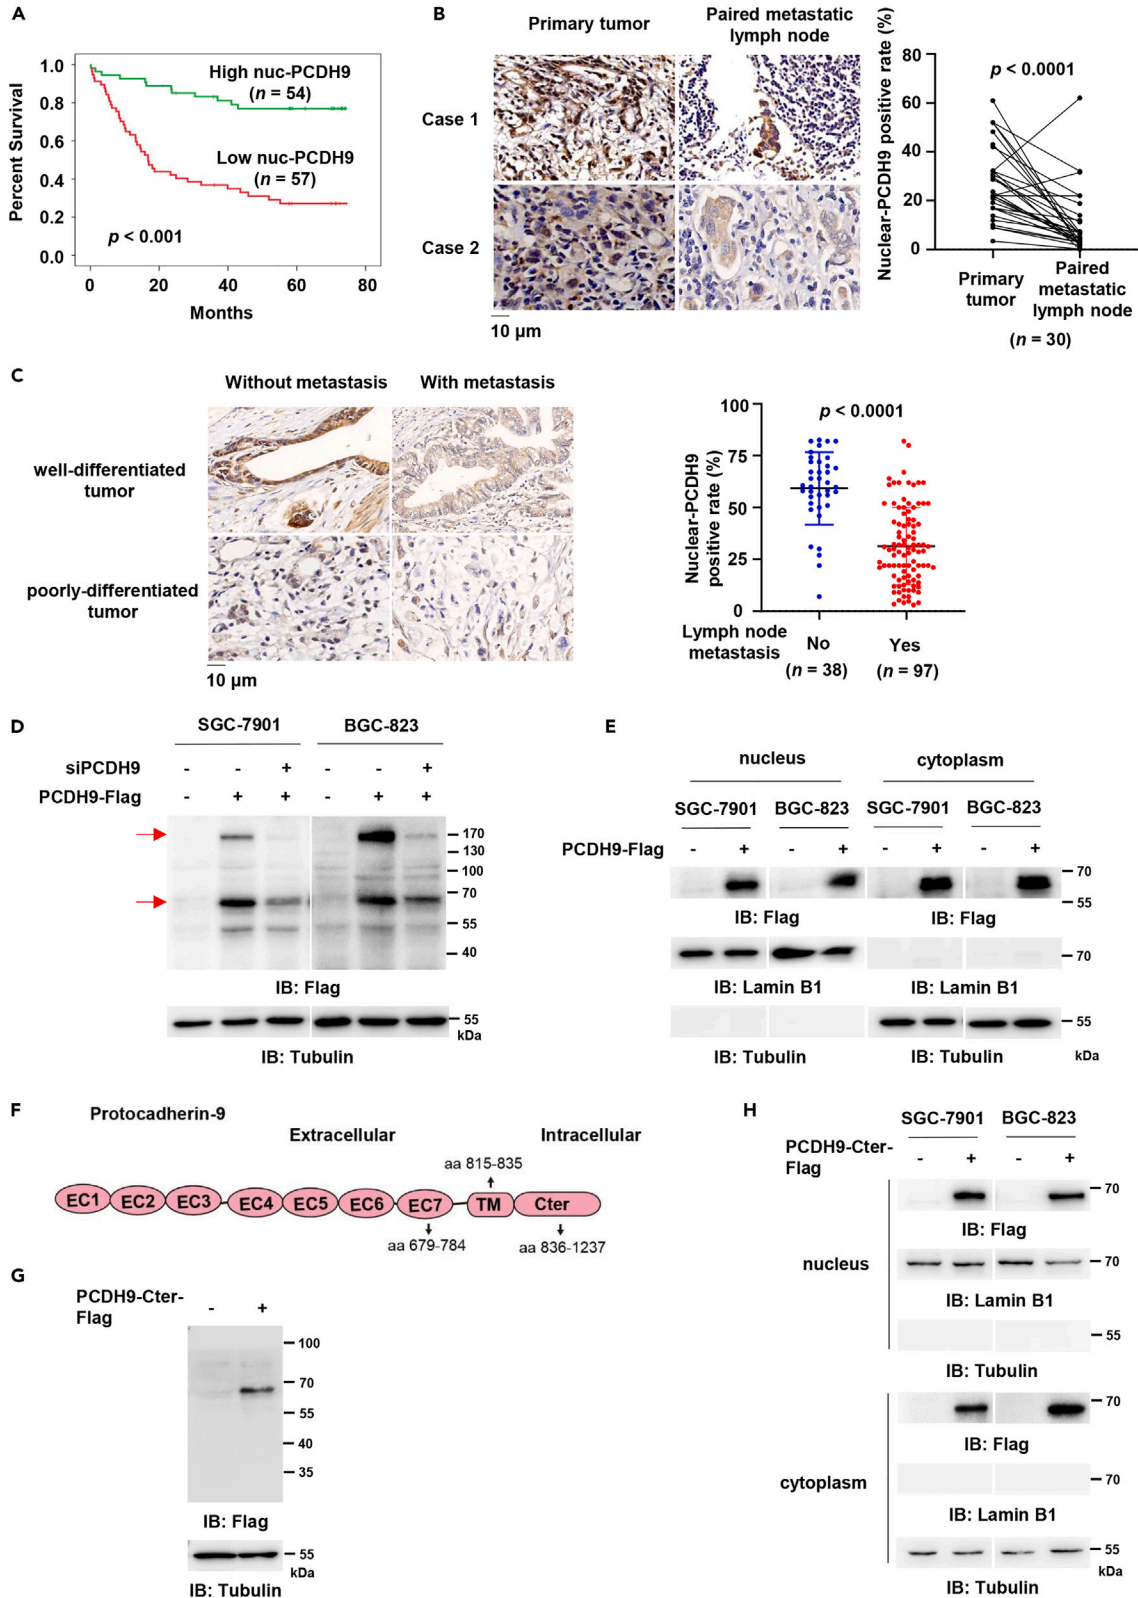 A
Percent Survival
1.0
0.8
0.6
0.4
0.2
0.0
High nuc-PCDH9
(n = 54)
Low nuc-PCDH9
(n = 57)
p < 0.001
0 20 40 60 80
Months
B
Primary tumor
Paired metastatic
lymph node
Case 1
Case 2
10 µm
Nuclear-PCDH9 positive rate (%)
80
60
40
20
0
p < 0.0001
Primary
tumor
Paired
metastatic
lymph node
(n = 30)
C
Without metastasis
With metastasis
well-differentiated
tumor
poorly-differentiated
tumor
10 µm
Nuclear-PCDH9
positive rate (%)
100
75
50
25
0
p < 0.0001
Lymph node
metastasis
No
(n = 38)
Yes
(n = 97)
D
SGC-7901 BGC-823
siPCDH9 - - + - - +
PCDH9-Flag - + + - + +
170
130
100
70
55
40
IB: Flag
55
kDa
IB: Tubulin
E
nucleus cytoplasm
SGC-7901 BGC-823 SGC-7901 BGC-823
PCDH9-Flag - + - + - + - +
70
55
IB: Flag IB: Flag
70
IB: Lamin B1 IB: Lamin B1
55
IB: Tubulin IB: Tubulin
kDa
F
Protocadherin-9
Extracellular Intracellular
aa 815-835
EC1 EC2 EC3 EC4 EC5 EC6 EC7 TM Cter
aa 679-784 aa 836-1237
G
PCDH9-Cter-
Flag
- +
100
70
55
40
35
IB: Flag
55
kDa
IB: Tubulin
H
SGC-7901 BGC-823
PCDH9-Cter-
Flag
- + - +
70
IB: Flag
nucleus
70
IB: Lamin B1
55
IB: Tubulin
70
IB: Flag
cytoplasm
70
IB: Lamin B1
55
kDa
IB: Tubulin